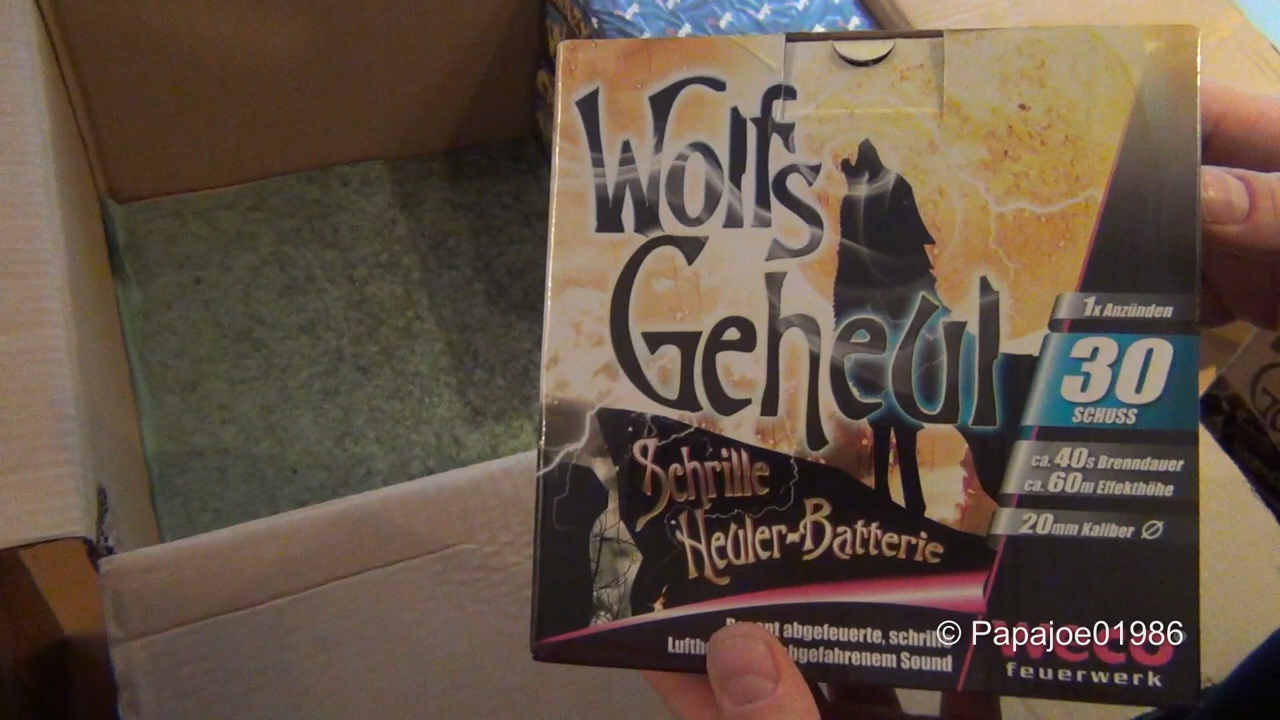 Wolfs
Geheul
1x Anzünden
30
SCHUSS
ca. 40s Brenndauer
ca. 60m Effekthöhe
20mm Kaliber Ø
Schrille
Heuler-Batterie
abgefeuerte,
abgefahrenem Sound
© Papajoe01986
weco
feuerwerk